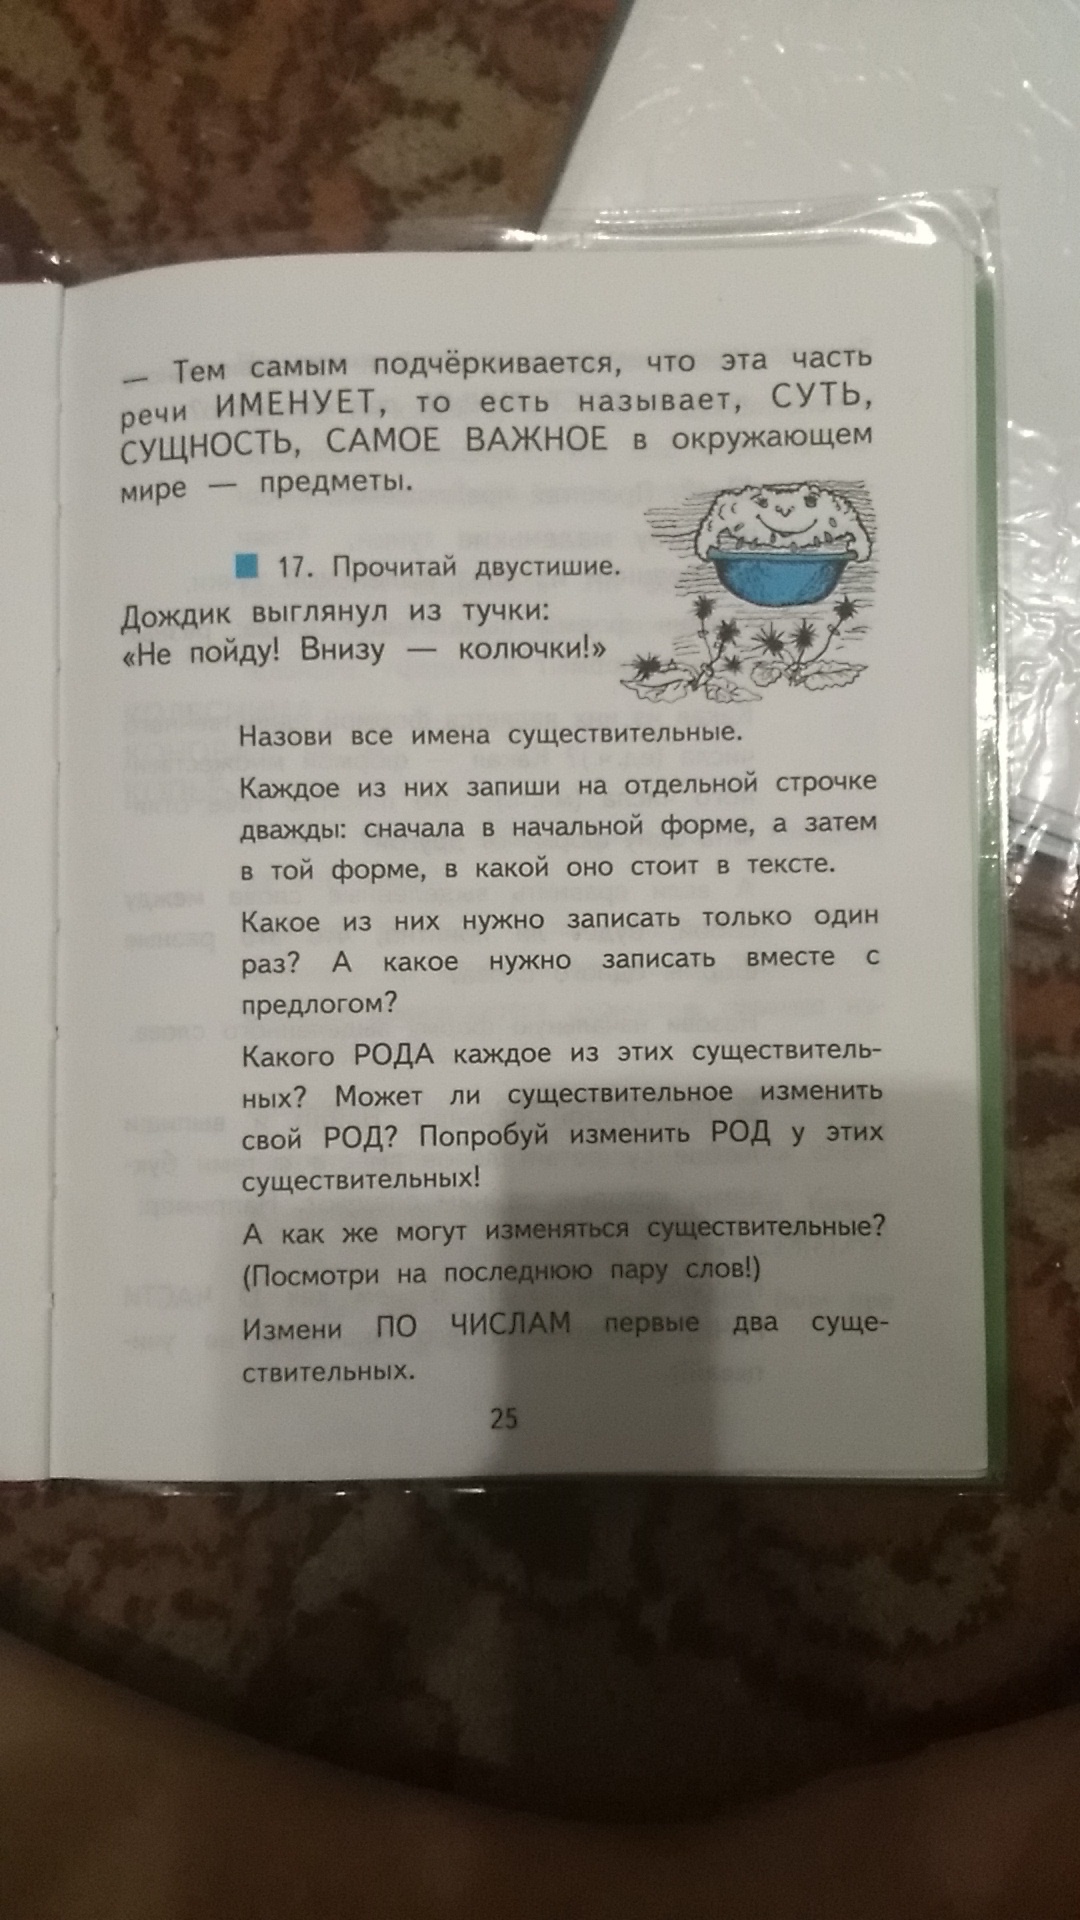 — Тем самым подчёркивается, что эта часть
речи ИМЕНУЕТ, то есть называет, СУТЬ,
СУЩНОСТЬ, САМОЕ ВАЖНОЕ в окружающем
мире — предметы.
17. Прочитай двустишие.
Дождик выглянул из тучки:
«Не пойду! Внизу — колючки!»
Назови все имена существительные.
Каждое из них запиши на отдельной строчке
дважды: сначала в начальной форме, а затем
в той форме, в какой оно стоит в тексте.
Какое из них нужно записать только один
раз? А какое нужно записать вместе с
предлогом?
Какого РОДА каждое из этих существитель-
ных? Может ли существительное изменить
свой РОД? Попробуй изменить РОД у этих
существительных!
А как же могут изменяться существительные?
(Посмотри на последнюю пару слов!)
Измени ПО ЧИСЛАМ первые два суще-
ствительных.
25